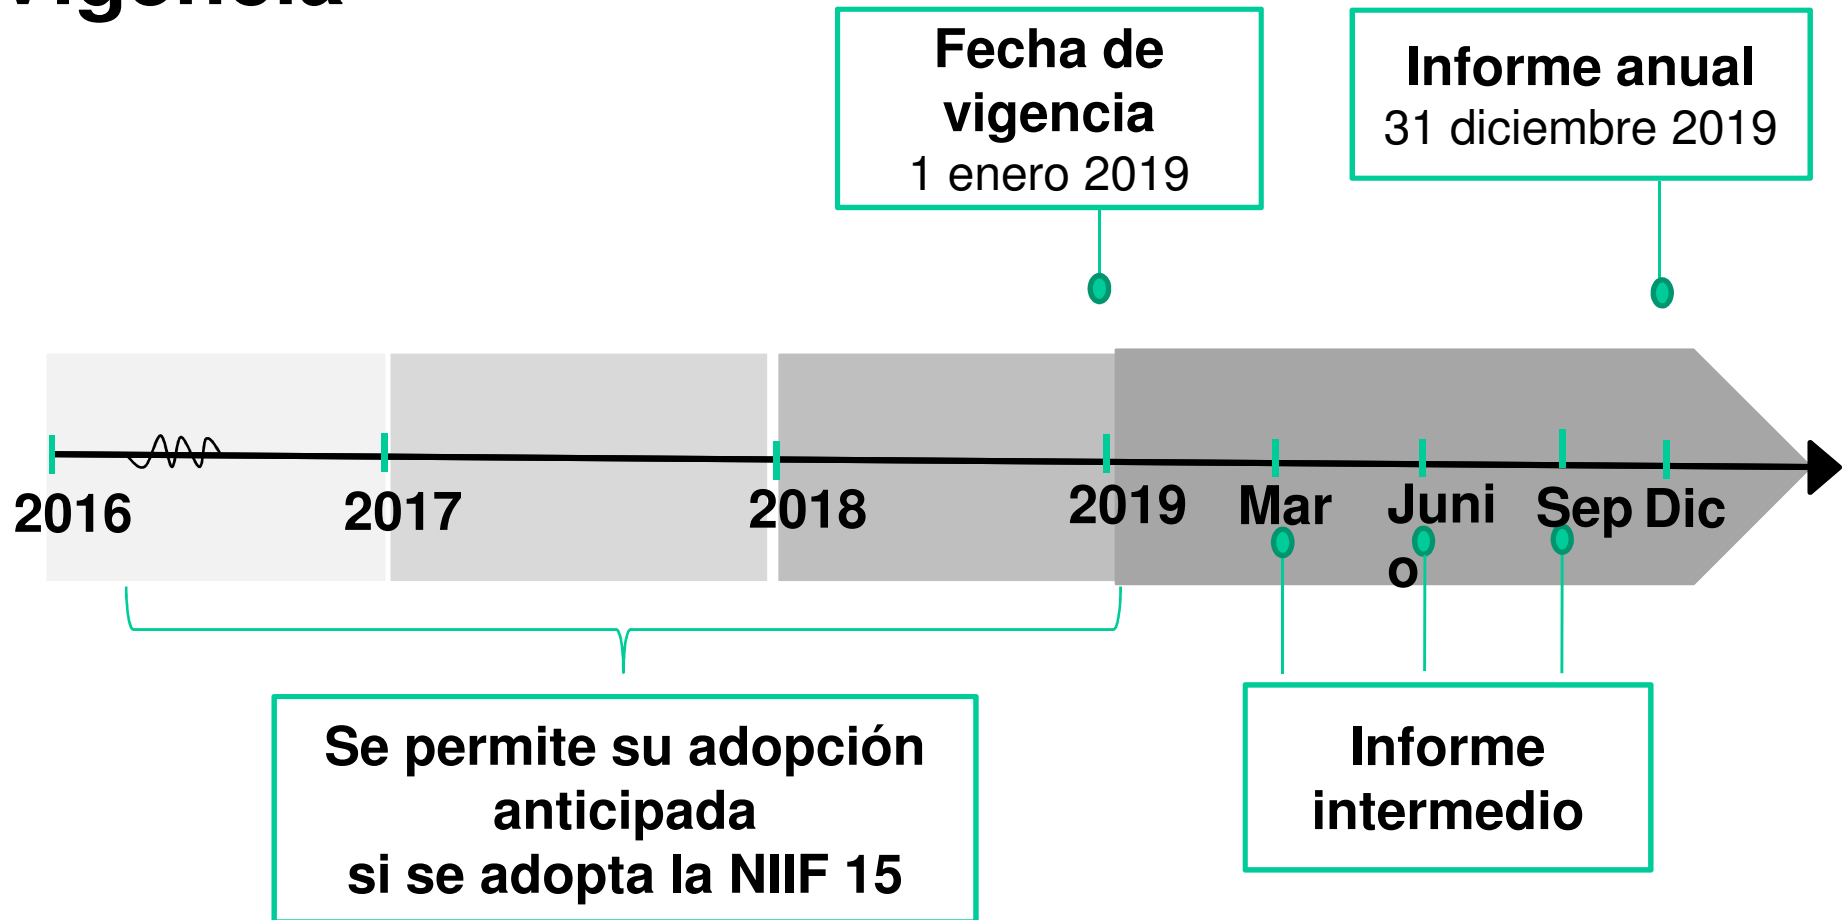 vigencia
Fecha de
vigencia
1 enero 2019
Informe anual
31 diciembre 2019
2016
2017
2018
2019
Mar
Juni
o
Sep
Dic
Se permite su adopción
anticipada
si se adopta la NIIF 15
Informe
intermedio